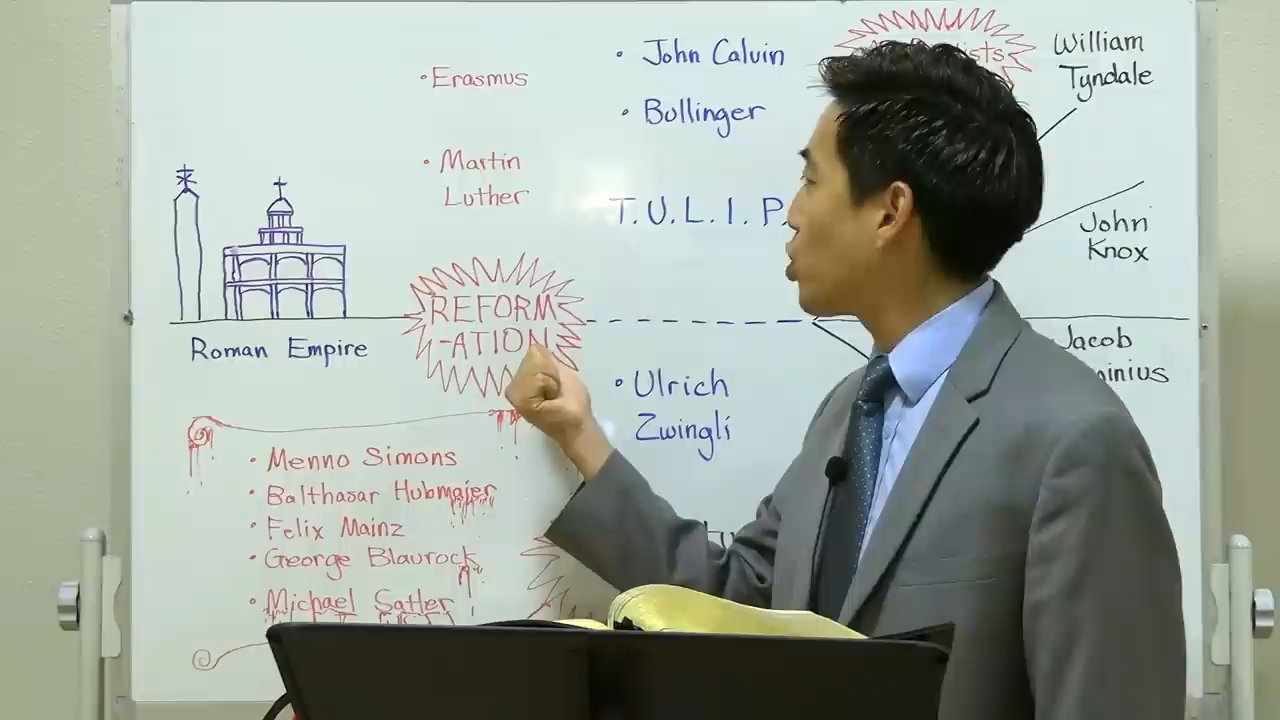 • Erasmus
• Martin
Luther
• John Calvin
• Bullinger
T.U.L.I.P.
William
Tyndale
John
Knox
REFORM
-ATION
Roman Empire
• Ulrich
Zwingli
Jacob
• Menno Simons
• Balthasar Hubmaier
• Felix Mainz
• George Blaurock
• Michael Satler